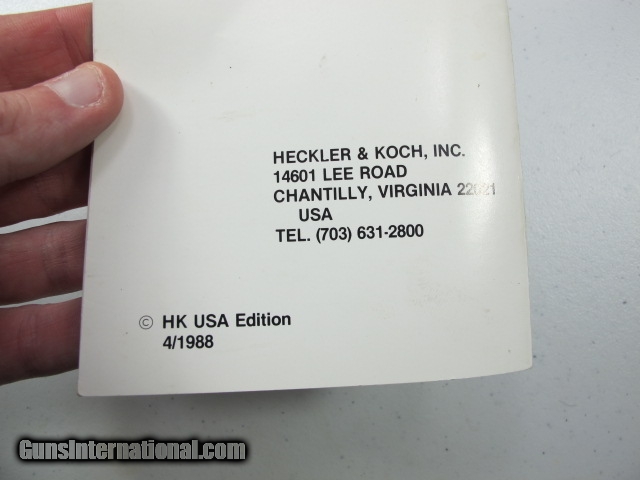 HECKLER & KOCH, INC.
14601 LEE ROAD
CHANTILLY, VIRGINIA 22021
USA
TEL. (703) 631-2800
© HK USA Edition
4/1988
GunsInternational.com